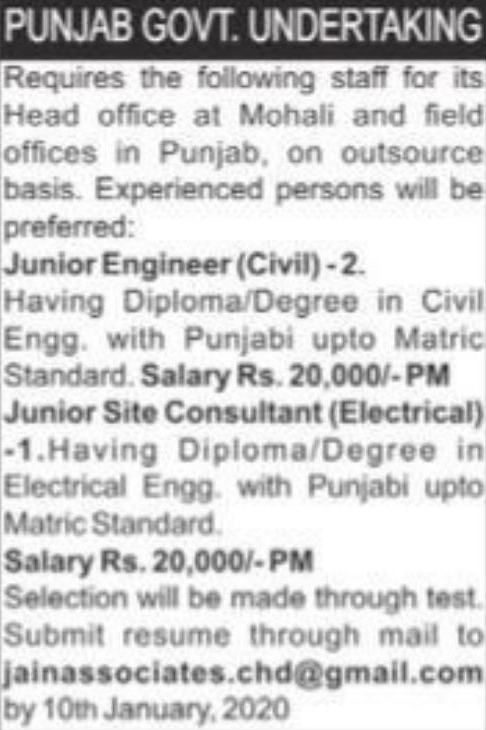 PUNJAB GOVT. UNDERTAKING
Requires the following staff for its
Head office at Mohali and field
offices in Punjab, on outsource
basis. Experienced persons will be
preferred:
Junior Engineer (Civil) - 2.
Having Diploma/Degree in Civil
Engg. with Punjabi upto Matric
Standard. Salary Rs. 20,000/- PM
Junior Site Consultant (Electrical)
-1. Having Diploma/Degree in
Electrical Engg. with Punjabi upto
Matric Standard.
Salary Rs. 20,000/- PM
Selection will be made through test.
Submit resume through mail to
jainassociates.chd@gmail.com
by 10th January, 2020